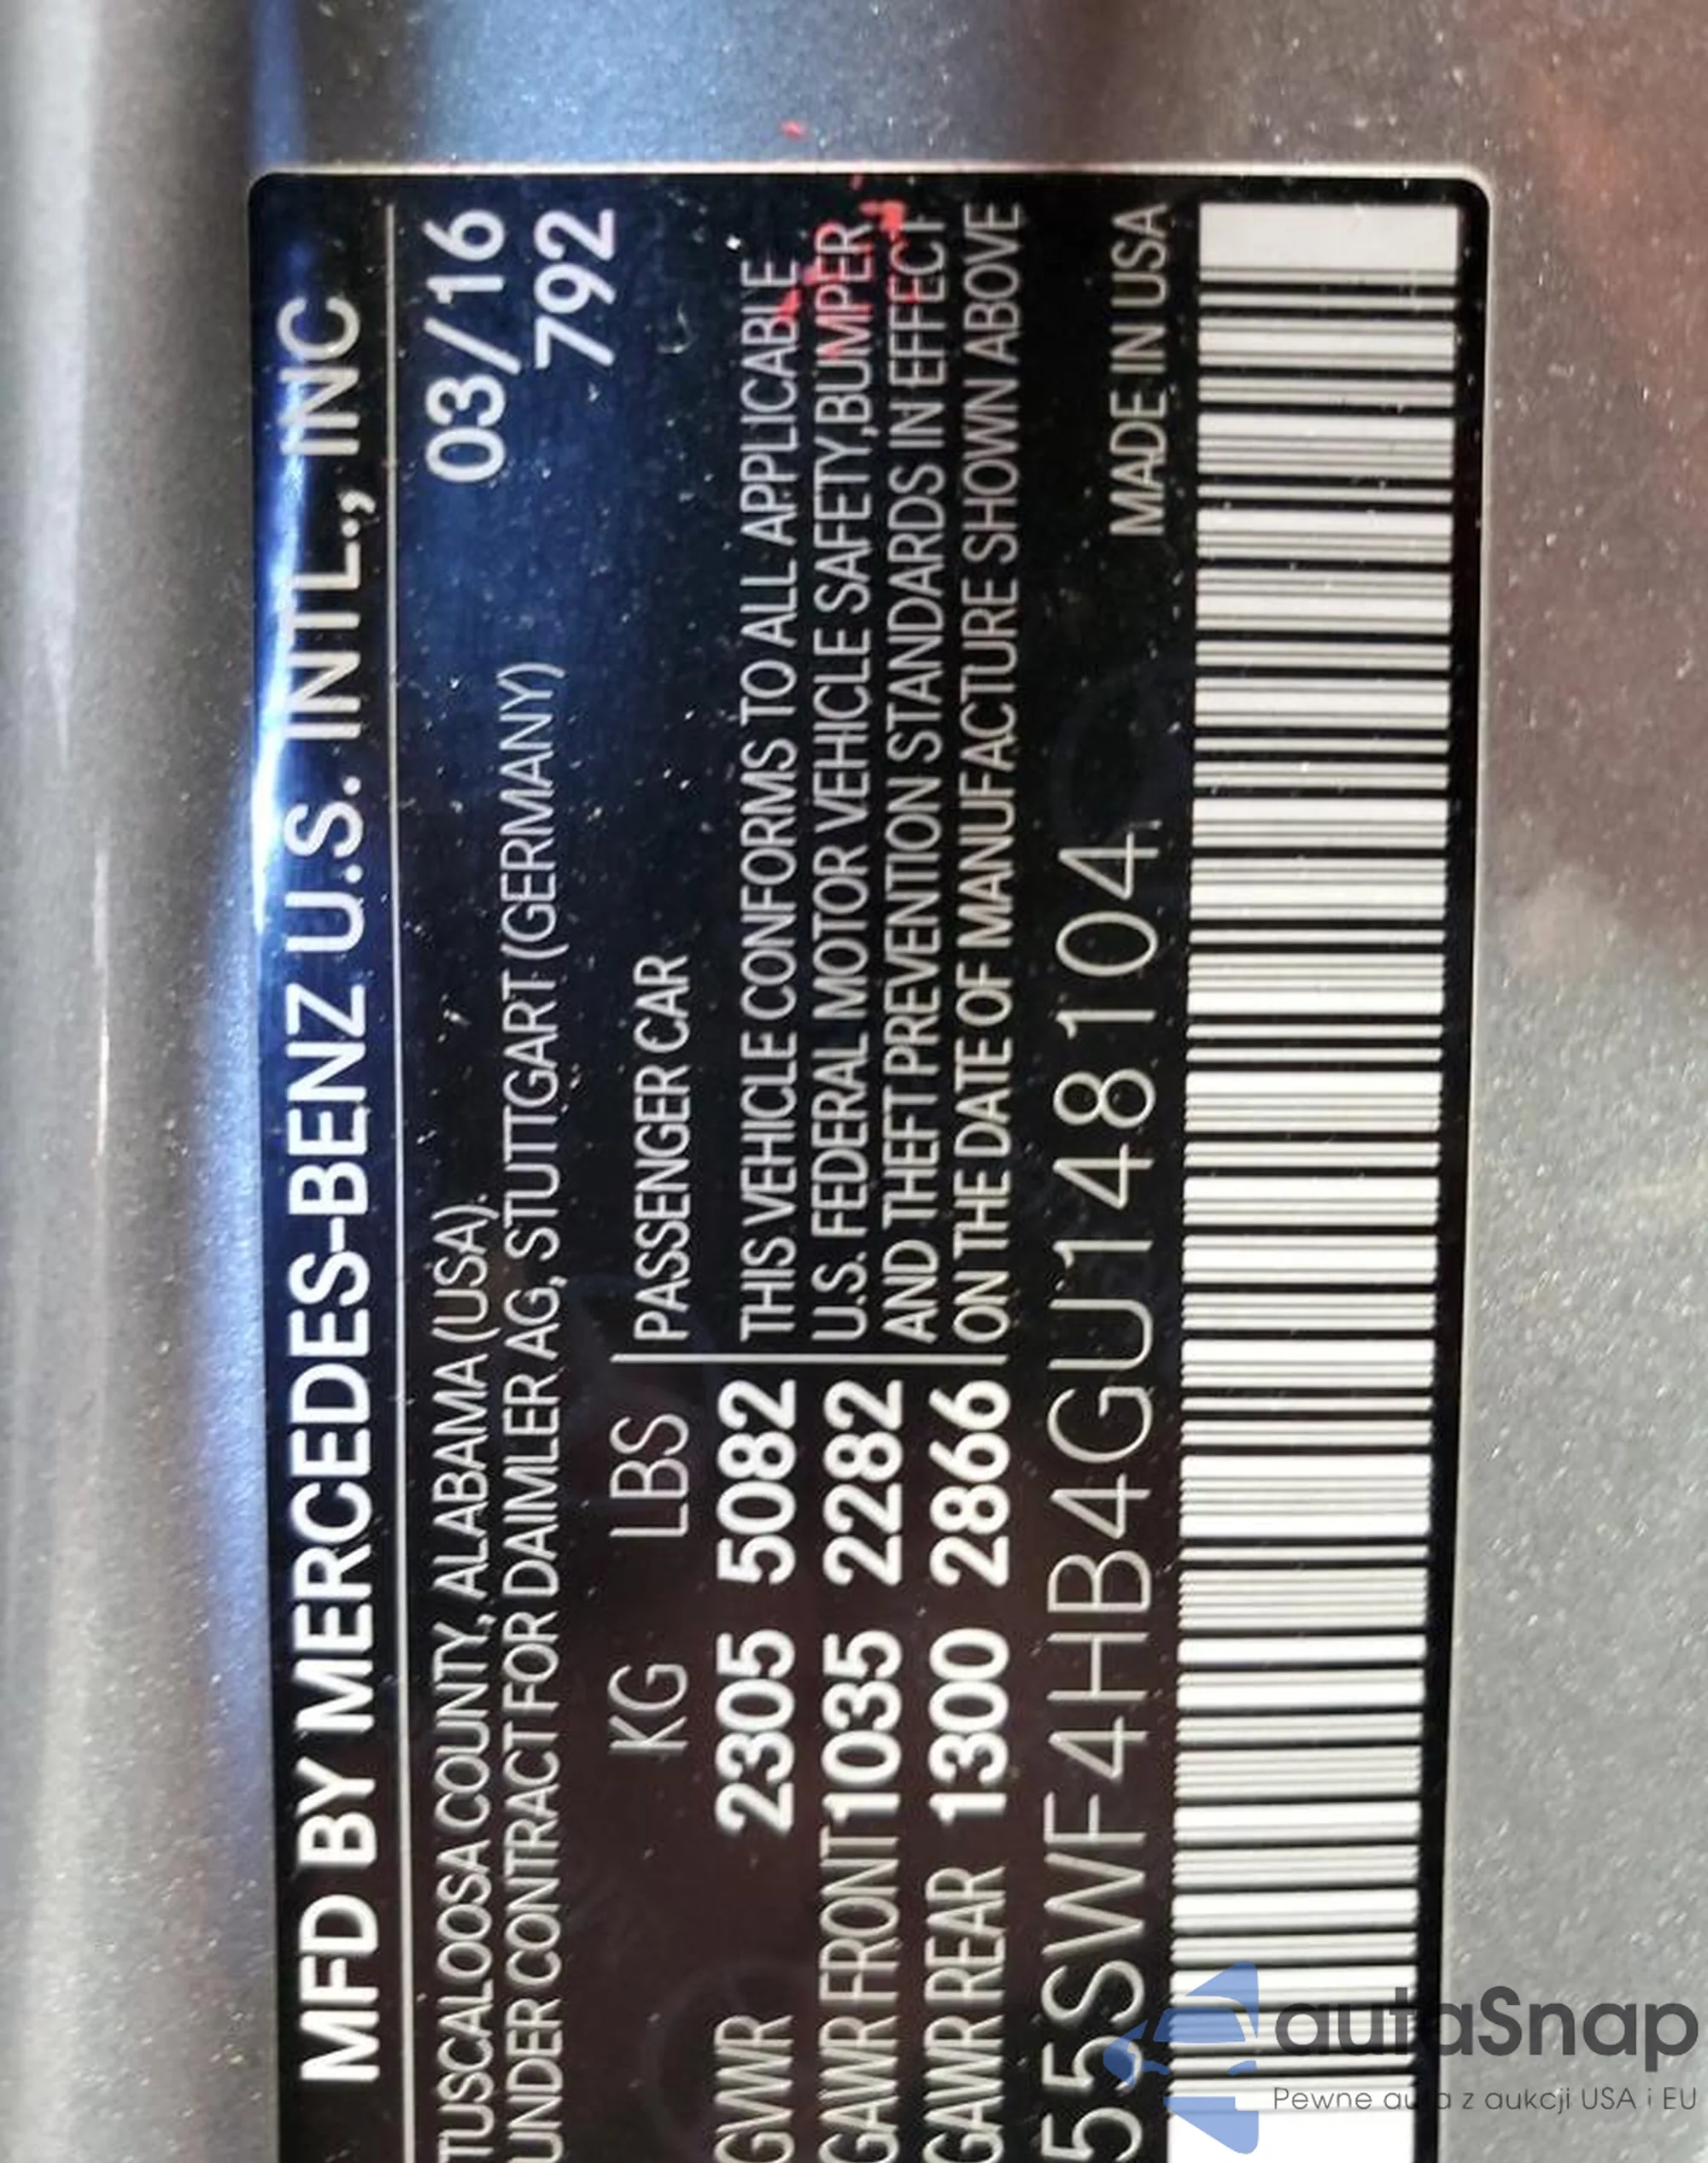 MFD BY MERCEDES-BENZ U.S. INTL., INC
TUSCALOOSA COUNTY, ALABAMA (USA) 03/16
UNDER CONTRACT FOR DAIMLER AG, STUTTGART (GERMANY) 792
KG LBS PASSENGER CAR
GVWR 2305 5082 THIS VEHICLE CONFORMS TO ALL APPLICABLE
U.S. FEDERAL MOTOR VEHICLE SAFETY,BUMPER
GAWR FRONT 1035 2282 AND THEFT PREVENTION STANDARDS IN EFFECT
GAWR REAR 1300 2866 ON THE DATE OF MANUFACTURE SHOWN ABOVE
55SWF4HB4GU148104
MADE IN USA
autaSnap
Pewne auta z aukcji USA i EU